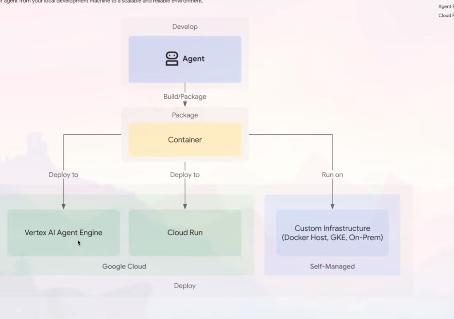 r agent from your local development machine to a scalable and reliable environment.
Agent E
Cloud R
Develop
Agent
Build/Package
Package
Container
Deploy to
Deploy to
Run on
Vertex AI Agent Engine
Cloud Run
Custom Infrastructure
(Docker Host, GKE, On-Prem)
Google Cloud
Self-Managed
Deploy